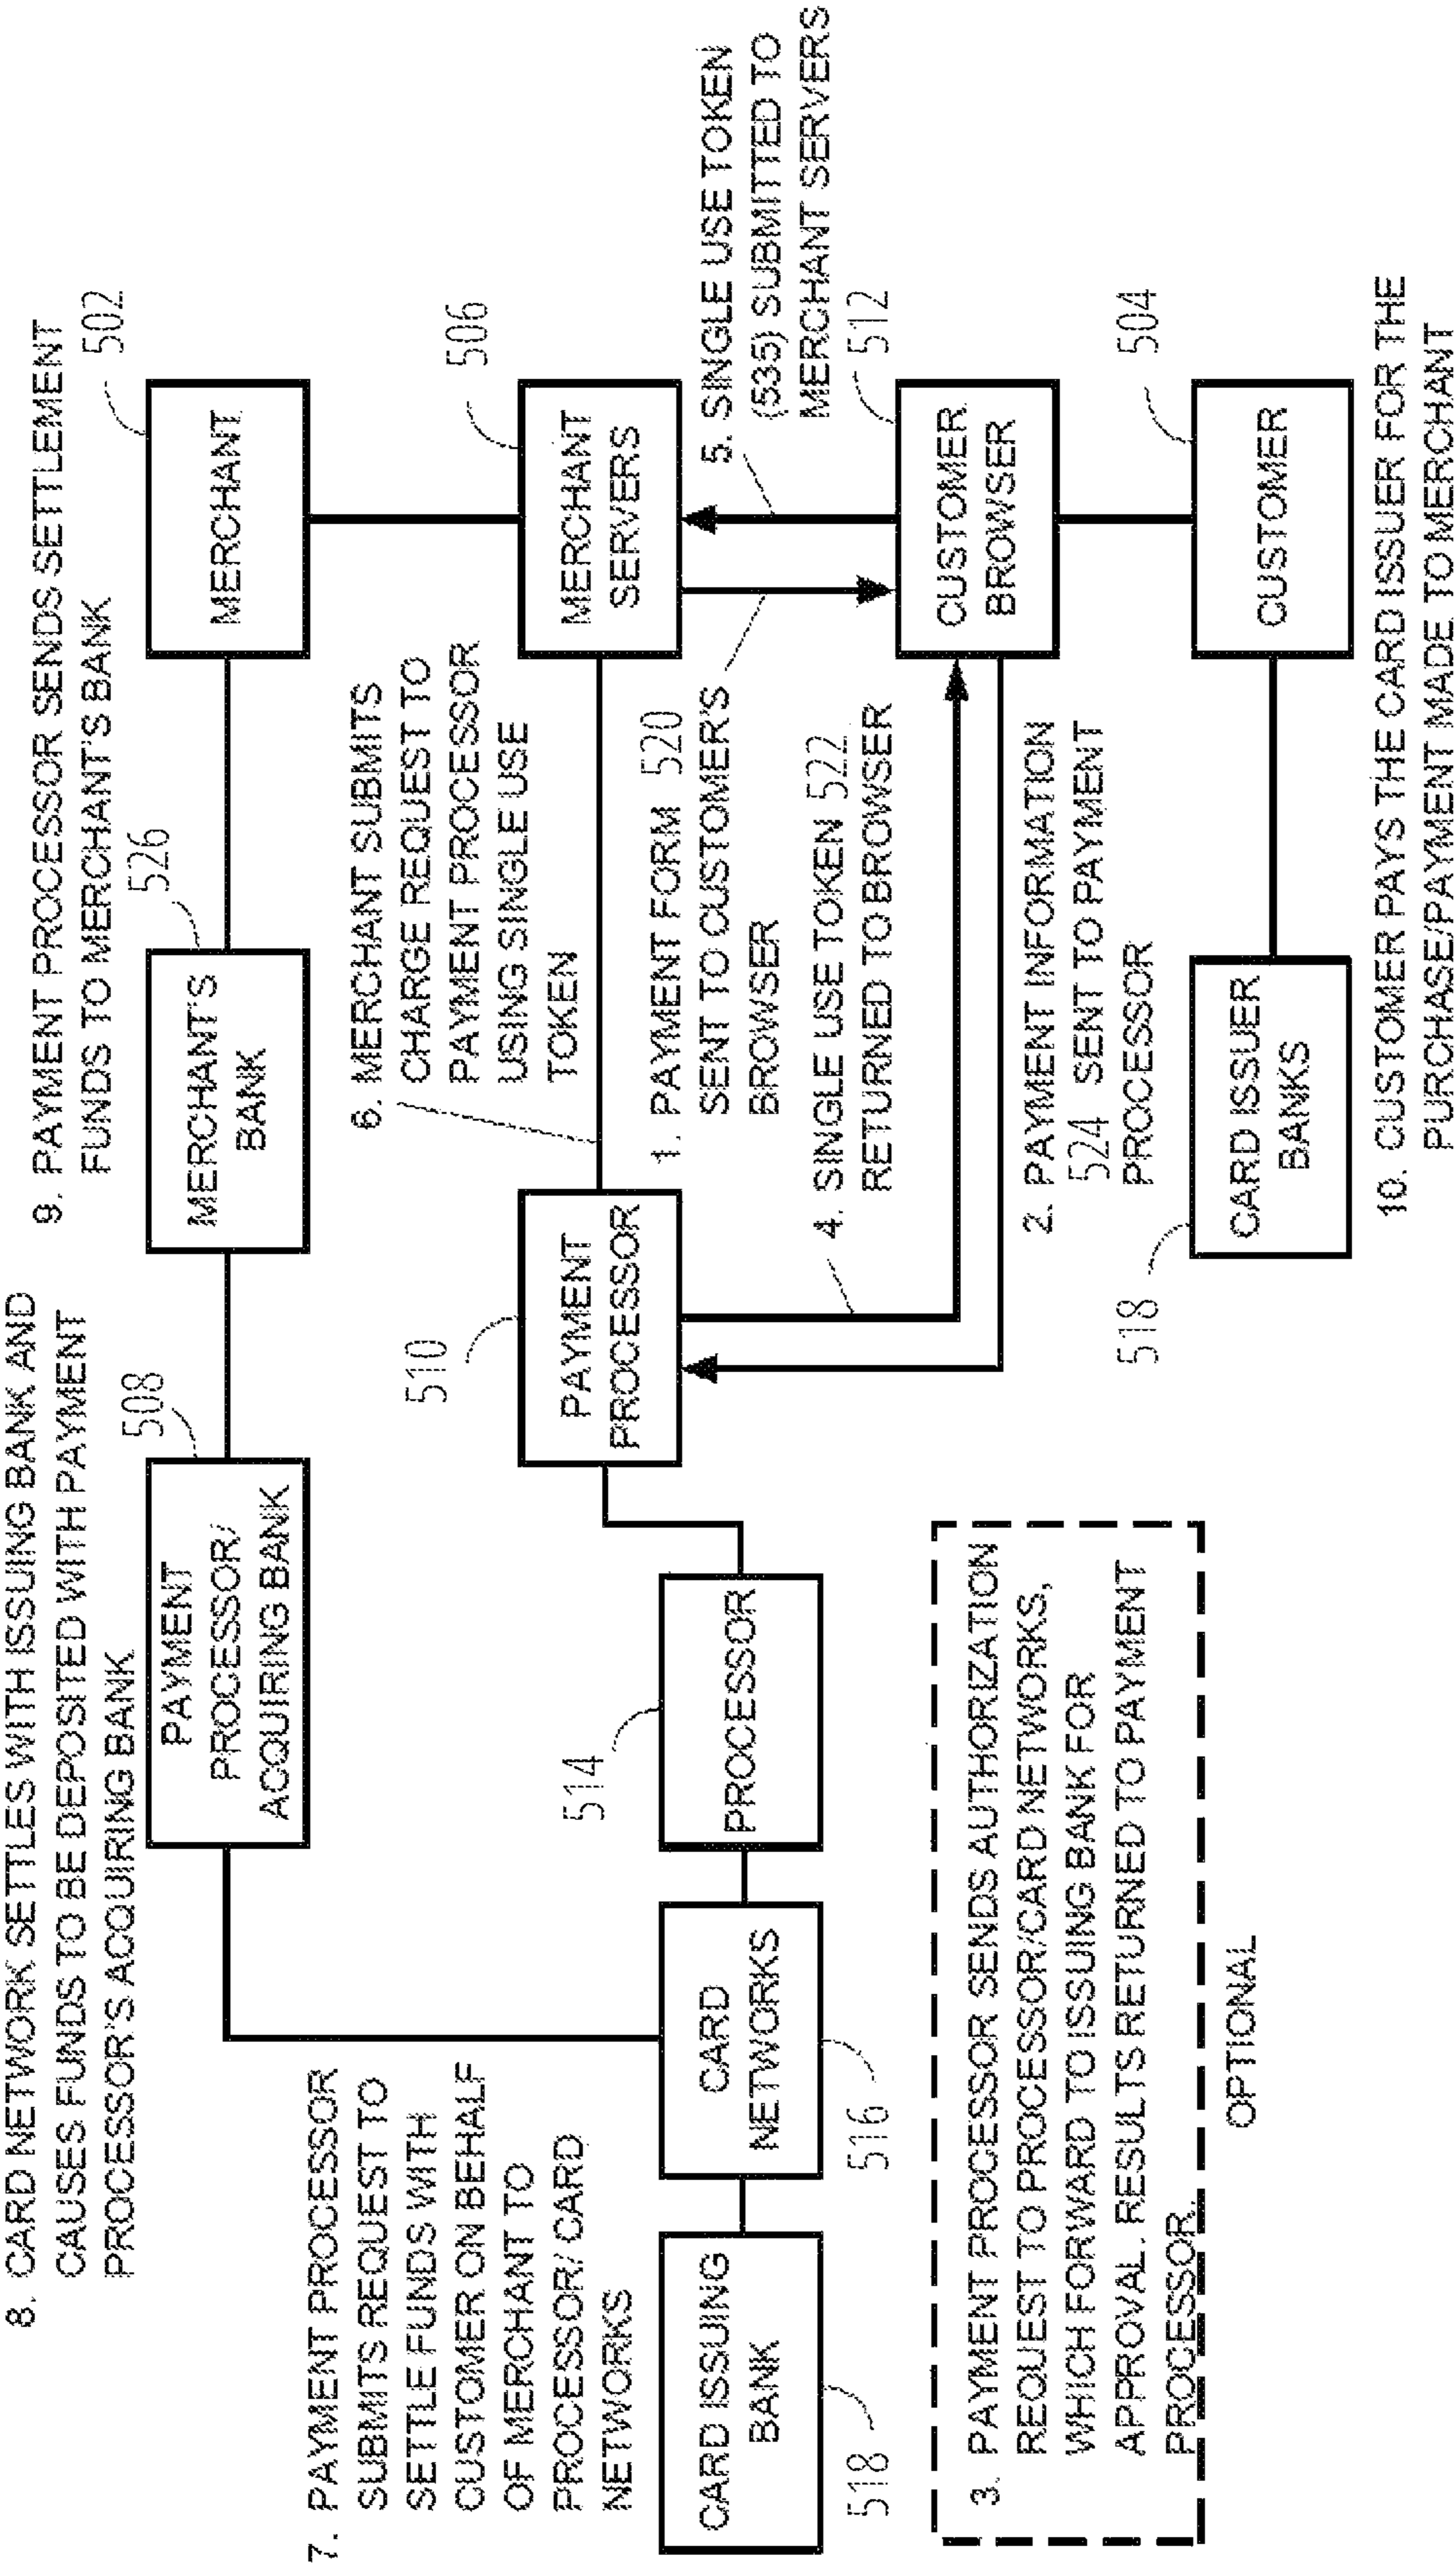 8. CARD NETWORK SETTLES WITH ISSUING BANK AND
CAUSES FUNDS TO BE DEPOSITED WITH PAYMENT
PROCESSOR'S ACQUIRING BANK
9. PAYMENT PROCESSOR SENDS SETTLEMENT
FUNDS TO MERCHANT'S BANK
508
526
502
PAYMENT
PROCESSOR/
ACQUIRING BANK
MERCHANT'S
BANK
MERCHANT
7. PAYMENT PROCESSOR
SUBMITS REQUEST TO
SETTLE FUNDS WITH
CUSTOMER ON BEHALF
OF MERCHANT TO
PROCESSOR/ CARD
NETWORKS
6. MERCHANT SUBMITS
CHARGE REQUEST TO
PAYMENT PROCESSOR
USING SINGLE USE
TOKEN
510
506
PAYMENT
PROCESSOR
MERCHANT
SERVERS
514
CARD ISSUING
BANK
CARD
NETWORKS
PROCESSOR
518
516
1. PAYMENT FORM 520
SENT TO CUSTOMER'S
BROWSER
5. SINGLE USE TOKEN
(535) SUBMITTED TO
MERCHANT SERVERS
4. SINGLE USE TOKEN 522
RETURNED TO BROWSER
512
CUSTOMER
BROWSER
3. PAYMENT PROCESSOR SENDS AUTHORIZATION
REQUEST TO PROCESSOR/CARD NETWORKS,
WHICH FORWARD TO ISSUING BANK FOR
APPROVAL. RESULTS RETURNED TO PAYMENT
PROCESSOR.
OPTIONAL
2. PAYMENT INFORMATION
524 SENT TO PAYMENT
PROCESSOR
518
504
CARD ISSUER
BANKS
CUSTOMER
10. CUSTOMER PAYS THE CARD ISSUER FOR THE
PURCHASE/PAYMENT MADE TO MERCHANT